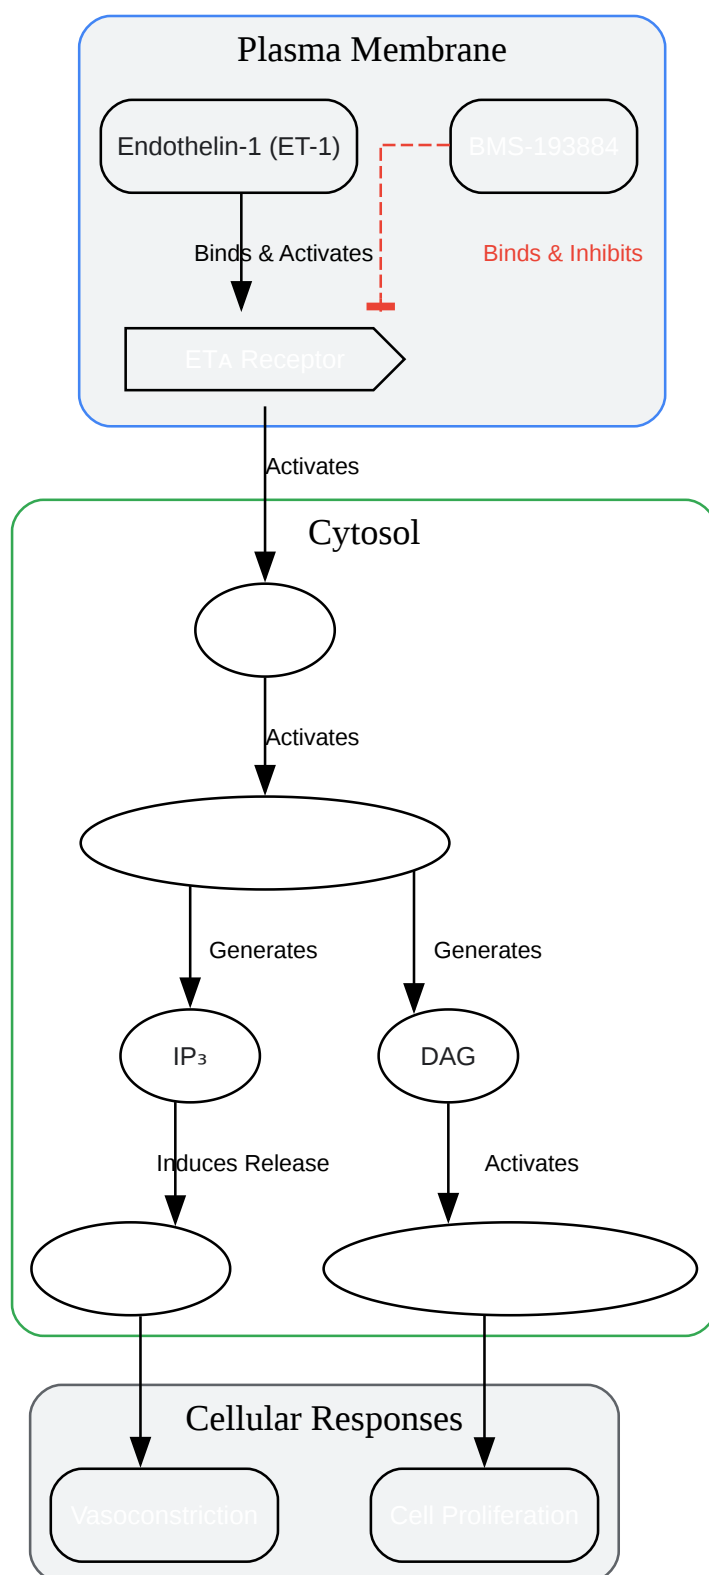 Plasma Membrane
Endothelin-1 (ET-1)
BMS-193884
Binds & Activates
Binds & Inhibits
ETᴀ Receptor
Activates
Cytosol
Activates
Generates
Generates
IP₃
DAG
Induces Release
Activates
Cellular Responses
Vasoconstriction
Cell Proliferation